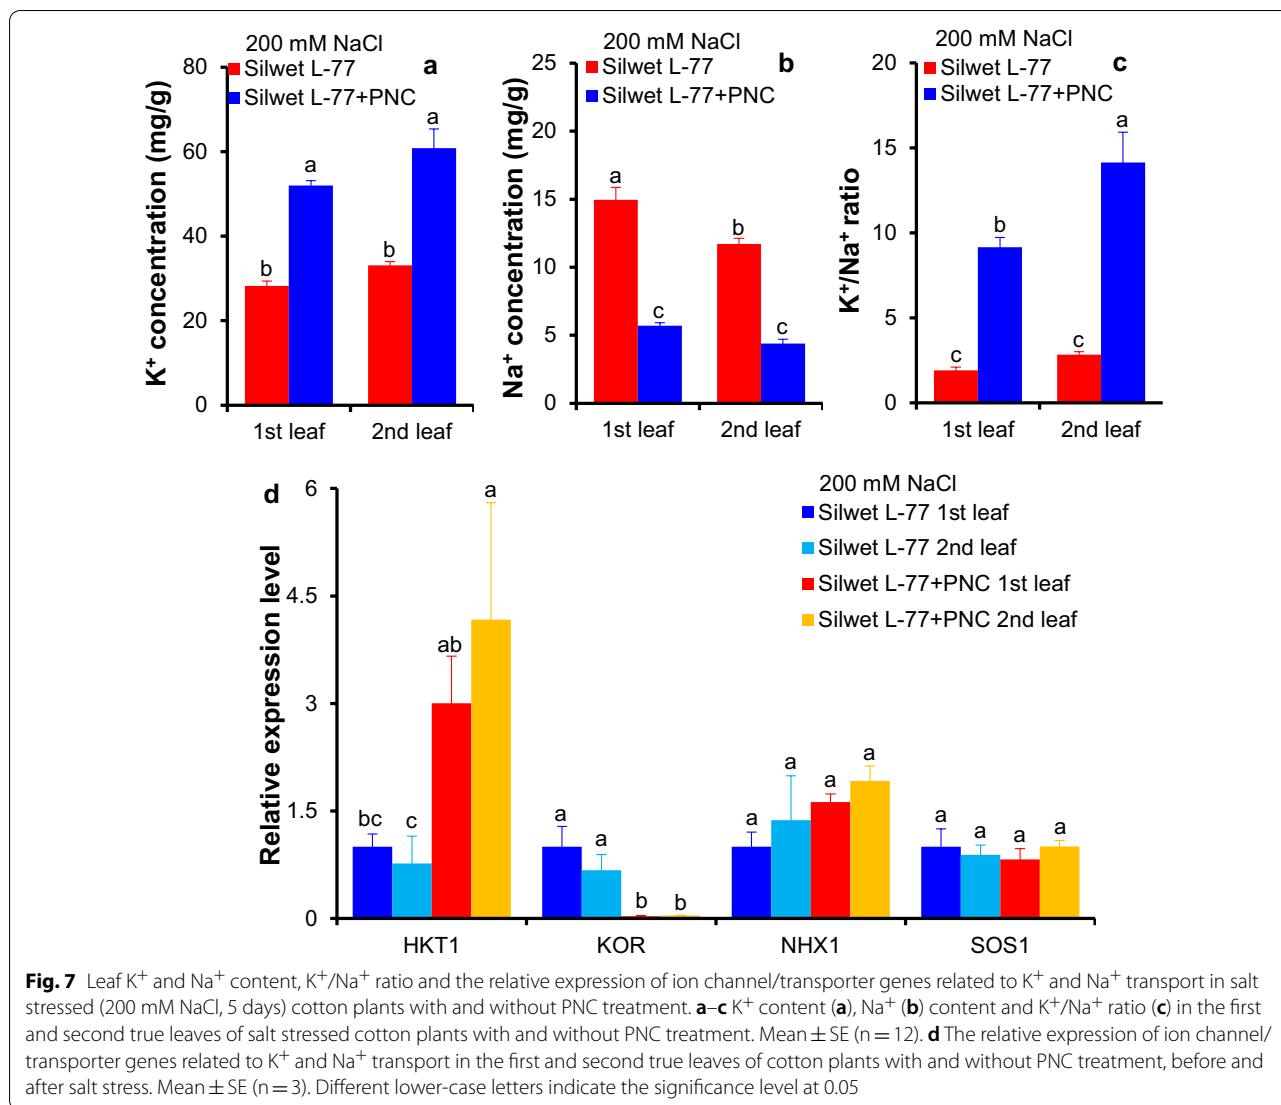 200 mM NaCl
Silwet L-77
Silwet L-77+PNC
a
K⁺ concentration (mg/g)
80
60
40
20
0
b
a
b
a
1st leaf
2nd leaf
200 mM NaCl
Silwet L-77
Silwet L-77+PNC
b
Na⁺ concentration (mg/g)
25
20
15
10
5
0
a
c
b
c
1st leaf
2nd leaf
200 mM NaCl
Silwet L-77
Silwet L-77+PNC
c
K⁺/Na⁺ ratio
20
15
10
5
0
c
b
c
a
1st leaf
2nd leaf
d
200 mM NaCl
Silwet L-77 1st leaf
Silwet L-77 2nd leaf
Silwet L-77+PNC 1st leaf
Silwet L-77+PNC 2nd leaf
Relative expression level
6
4.5
3
1.5
0
bc
c
ab
a
a
a
b
b
a
a
a
a
a
a
a
a
HKT1
KOR
NHX1
SOS1
Fig. 7 Leaf K⁺ and Na⁺ content, K⁺/Na⁺ ratio and the relative expression of ion channel/transporter genes related to K⁺ and Na⁺ transport in salt
stressed (200 mM NaCl, 5 days) cotton plants with and without PNC treatment. a–c K⁺ content (a), Na⁺ (b) content and K⁺/Na⁺ ratio (c) in the first
and second true leaves of salt stressed cotton plants with and without PNC treatment. Mean ± SE (n = 12). d The relative expression of ion channel/
transporter genes related to K⁺ and Na⁺ transport in the first and second true leaves of cotton plants with and without PNC treatment, before and
after salt stress. Mean ± SE (n = 3). Different lower-case letters indicate the significance level at 0.05